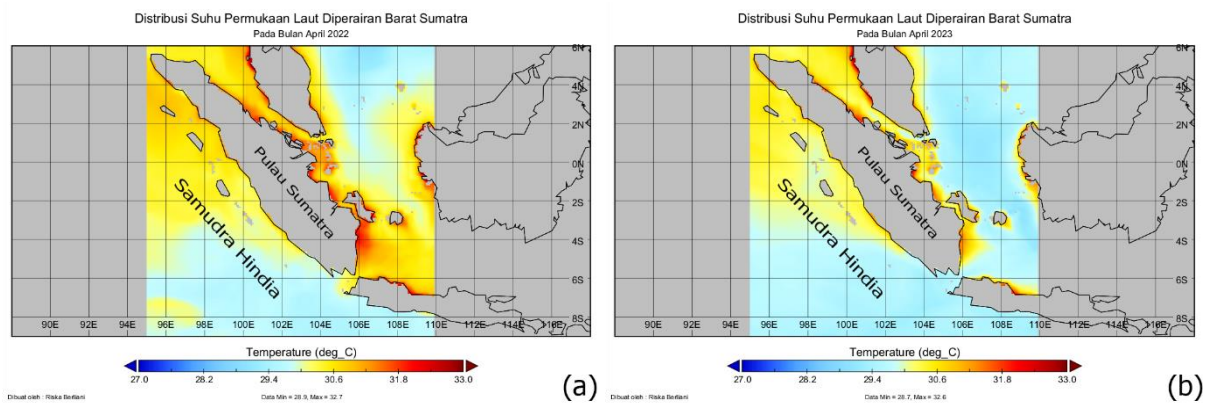 Distribusi Suhu Permukaan Laut Diperairan Barat Sumatra
Pada Bulan April 2022
6N
4N
2N
0N
2S
4S
6S
8S
Pulau Sumatra
Samudra Hindia
90E 92E 94E 96E 98E 100E 102E 104E 106E 108E 110E 112E 114E 116E
Temperature (deg_C)
27.0 28.2 29.4 30.6 31.8 33.0
(a)
Dibuat oleh : Riska Berliani
Data Min = 28.9, Max = 32.7
Distribusi Suhu Permukaan Laut Diperairan Barat Sumatra
Pada Bulan April 2023
6N
4N
2N
0N
2S
4S
6S
8S
Pulau Sumatra
Samudra Hindia
90E 92E 94E 96E 98E 100E 102E 104E 106E 108E 110E 112E 114E 116E
Temperature (deg_C)
27.0 28.2 29.4 30.6 31.8 33.0
(b)
Dibuat oleh : Riska Berliani
Data Min = 28.7, Max = 32.6